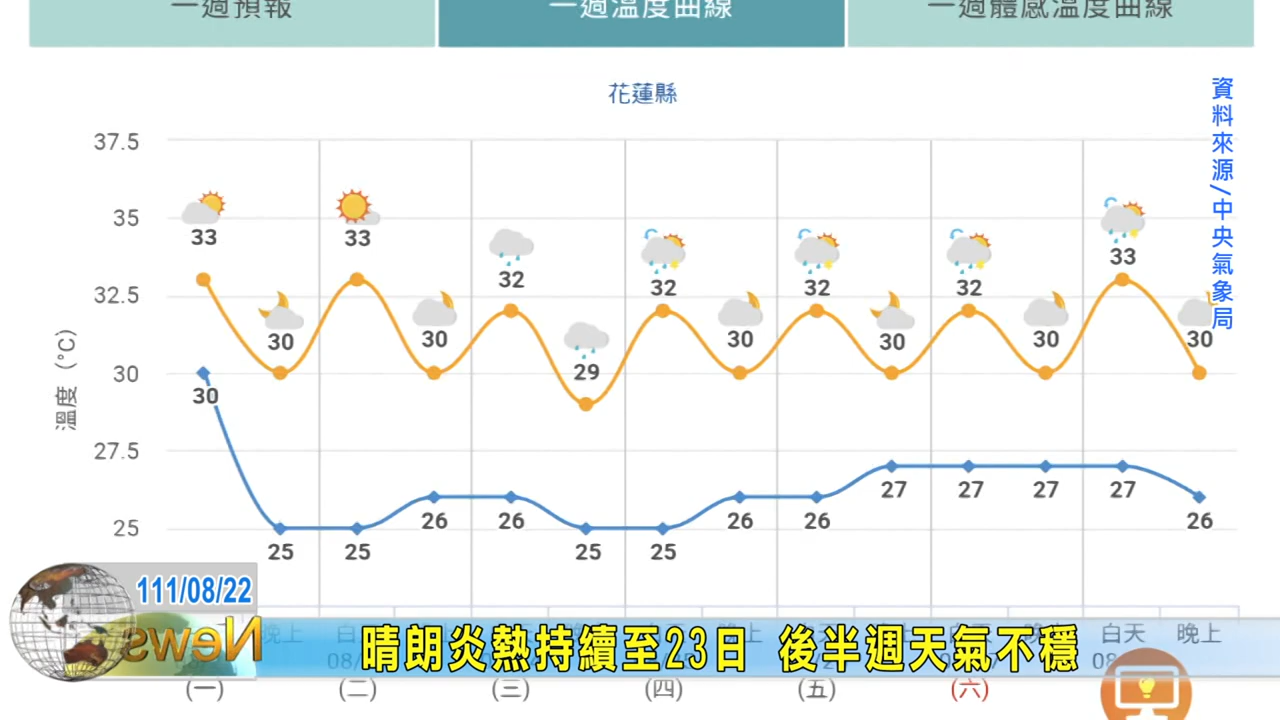 一週預報
一週溫度曲線
一週體感溫度曲線
花蓮縣
資料來源/中央氣象局
溫度 (°C)
37.5
35
32.5
30
27.5
25
33
30
33
30
32
29
32
30
32
30
32
30
33
30
30
25
25
26
26
25
25
26
26
27
27
27
27
26
111/08/22
News
晴朗炎熱持續至23日 後半週天氣不穩
晚上
白天
晚上
(一)
(二)
(三)
(四)
(五)
(六)